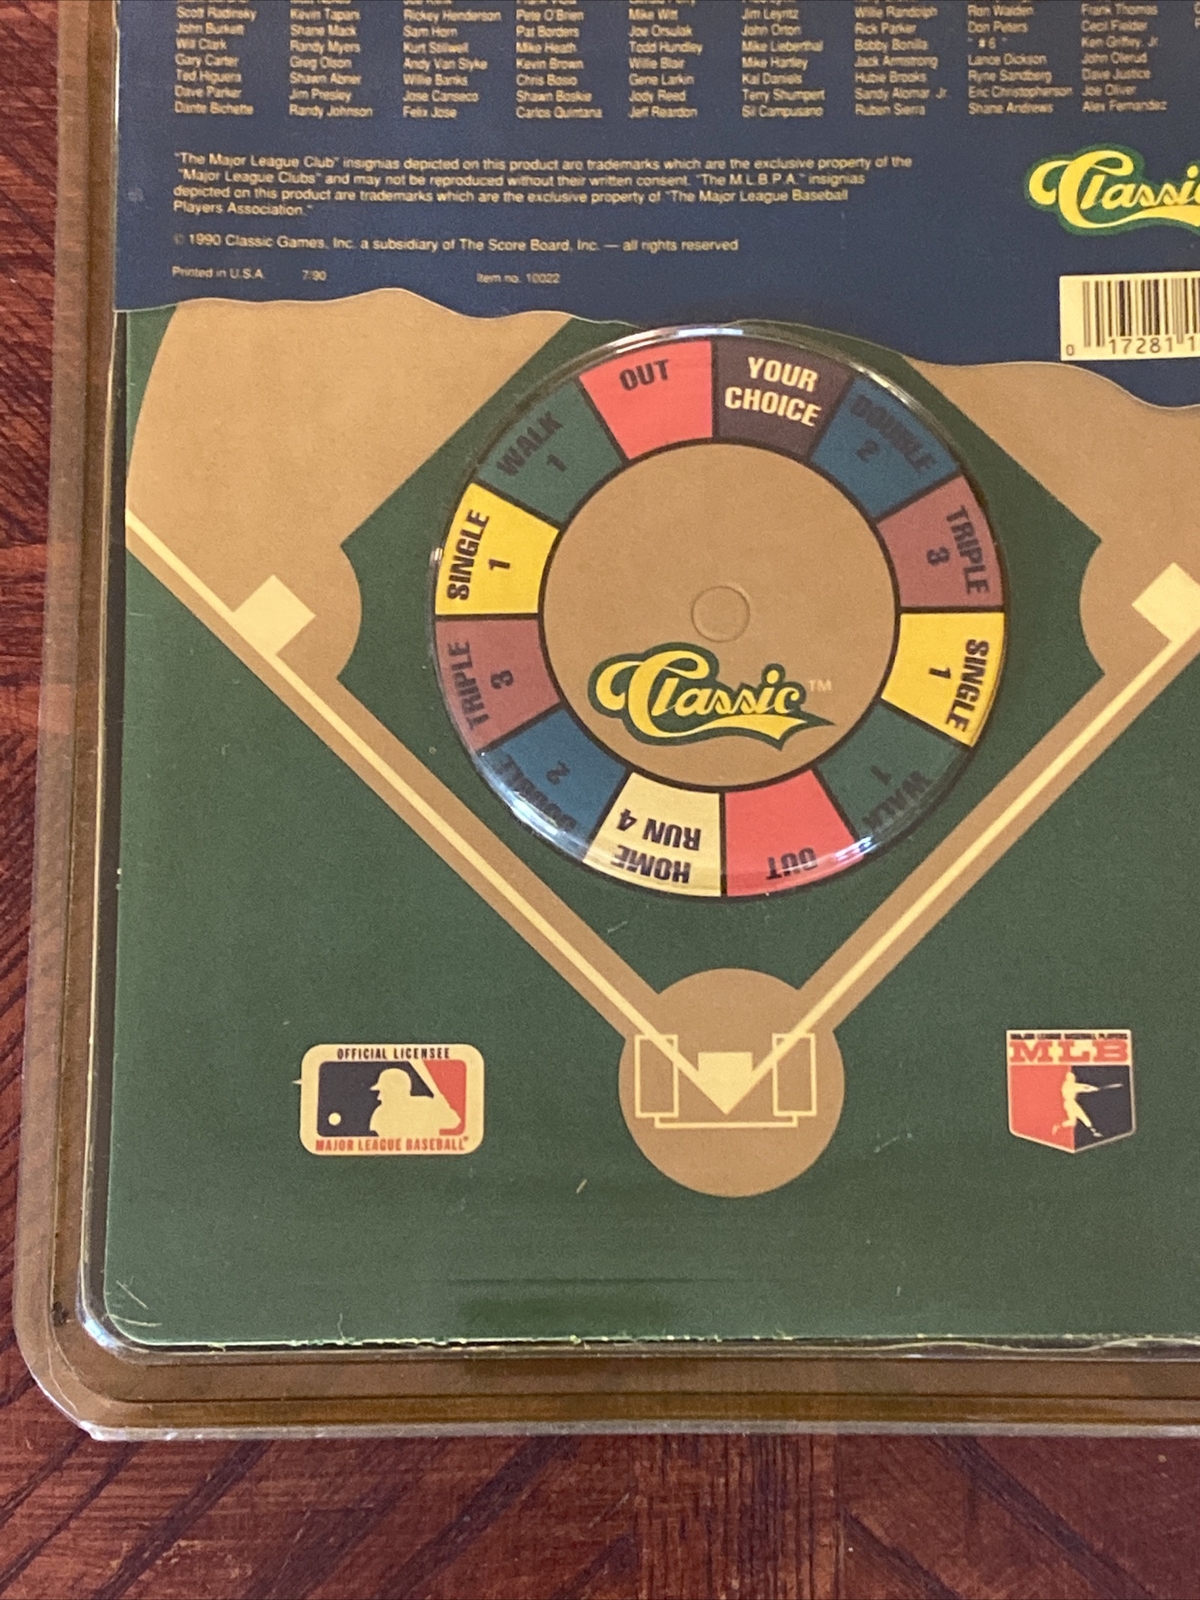 Scott Radinsky Kevin Tapani Rickey Henderson Pete O'Brien Mike Witt Jim Leyritz Willie Randolph Ron Walden Frank Thomas
John Burkett Shane Mack Sam Horn Pat Borders Joe Orsulak John Orton Rick Parker Don Peters Cecil Fielder
Will Clark Randy Myers Kurt Stillwell Mike Heath Todd Hundley Mike Lieberthal Bobby Bonilla " # 6 " Ken Griffey, Jr.
Gary Carter Greg Olson Andy Van Slyke Kevin Brown Willie Blair Mike Hartley Jack Armstrong Lance Dickson John Olerud
Ted Higuera Shawn Abner Willie Banks Chris Bosio Gene Larkin Kal Daniels Hubie Brooks Ryne Sandberg Dave Justice
Dave Parker Jim Presley Jose Canseco Shawn Boskie Jody Reed Terry Shumpert Sandy Alomar Jr. Eric Christopherson Joe Oliver
Dante Bichette Randy Johnson Felix Jose Carlos Quintana Jeff Reardon Sil Campusano Ruben Sierra Shane Andrews Alex Fernandez
"The Major League Club" insignias depicted on this product are trademarks which are the exclusive property of the
"Major League Clubs" and may not be reproduced without their written consent. "The M.L.B.P.A." insignias
depicted on this product are trademarks which are the exclusive property of "The Major League Baseball
Players Association."
© 1990 Classic Games, Inc. a subsidiary of The Score Board, Inc. — all rights reserved
Printed in U.S.A. 7/90 Item no. 10022
Classic
0 17281 1
OUT
YOUR
CHOICE
DOUBLE
2
TRIPLE
3
SINGLE
1
WALK
1
OUT
HOME
RUN 4
DOUBLE
2
TRIPLE
3
SINGLE
1
WALK
1
Classic™
OFFICIAL LICENSEE
MAJOR LEAGUE BASEBALL®
MAJOR LEAGUE BASEBALL PLAYERS
MLB